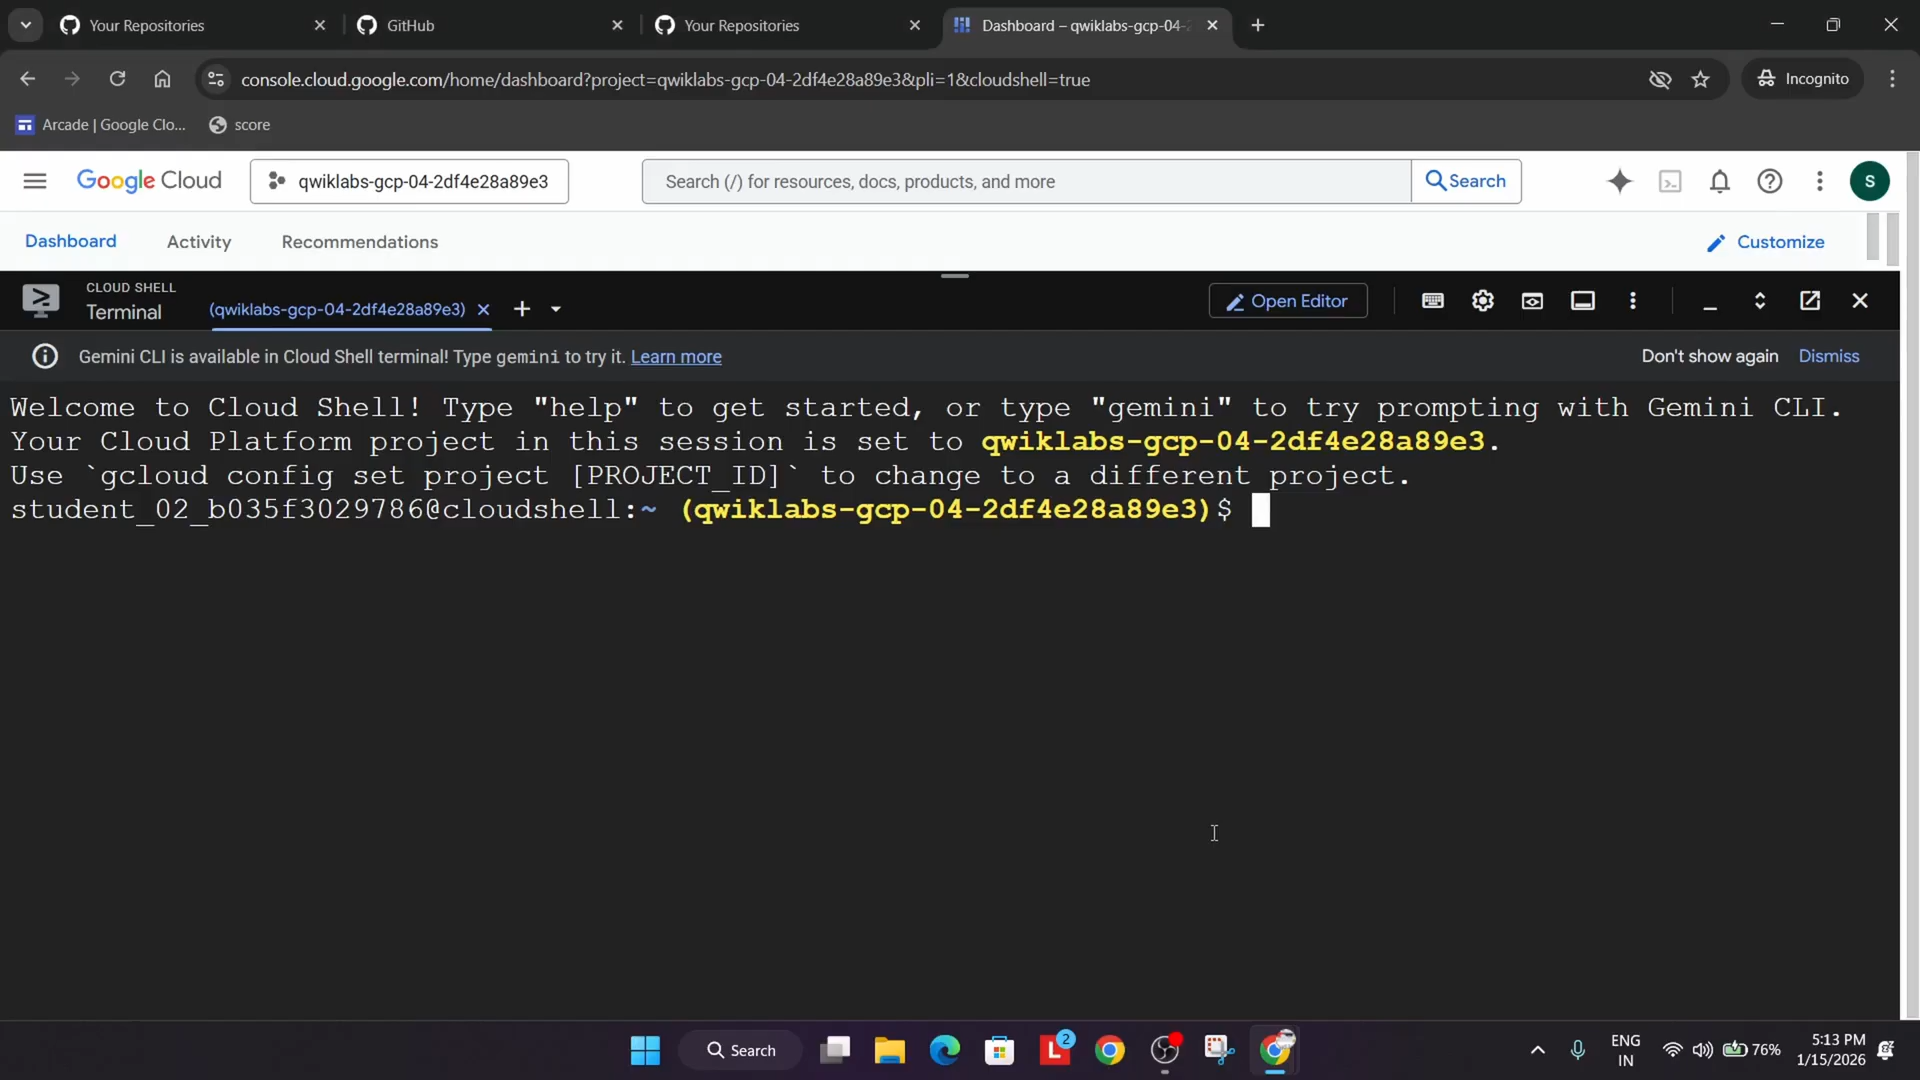 Your Repositories
GitHub
Your Repositories
Dashboard – qwiklabs-gcp-04-2
console.cloud.google.com/home/dashboard?project=qwiklabs-gcp-04-2df4e28a89e3&pli=1&cloudshell=true
Incognito
Arcade | Google Clo...
score
Google Cloud
qwiklabs-gcp-04-2df4e28a89e3
Search (/) for resources, docs, products, and more
Search
S
Dashboard
Activity
Recommendations
Customize
CLOUD SHELL
Terminal
(qwiklabs-gcp-04-2df4e28a89e3)
Open Editor
Gemini CLI is available in Cloud Shell terminal! Type gemini to try it. Learn more
Don't show again
Dismiss
Welcome to Cloud Shell! Type "help" to get started, or type "gemini" to try prompting with Gemini CLI.
Your Cloud Platform project in this session is set to qwiklabs-gcp-04-2df4e28a89e3.
Use `gcloud config set project [PROJECT_ID]` to change to a different project.
student_02_b035f3029786@cloudshell:~ (qwiklabs-gcp-04-2df4e28a89e3)$
Search
L
2
ENG
IN
76%
5:13 PM
1/15/2026